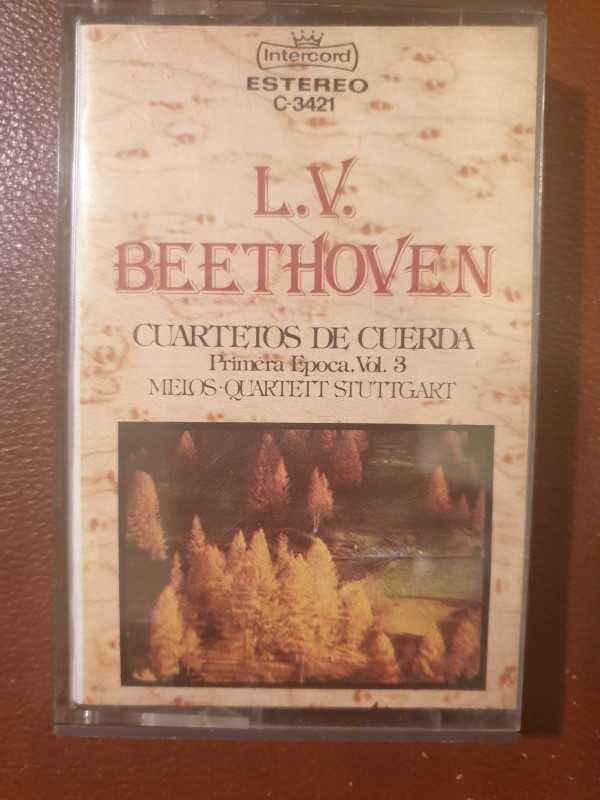 Intercord
ESTEREO
C-3421
L.V.
BEETHOVEN
CUARTETOS DE CUERDA
Primera Epoca, Vol. 3
MELOS·QUARTETT STUTTGART